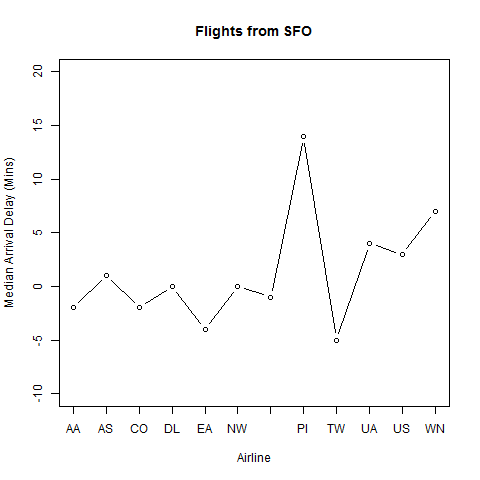 Flights from SFO
Median Arrival Delay (Mins)
20
15
10
5
0
-5
-10
AA AS CO DL EA NW PI TW UA US WN
Airline